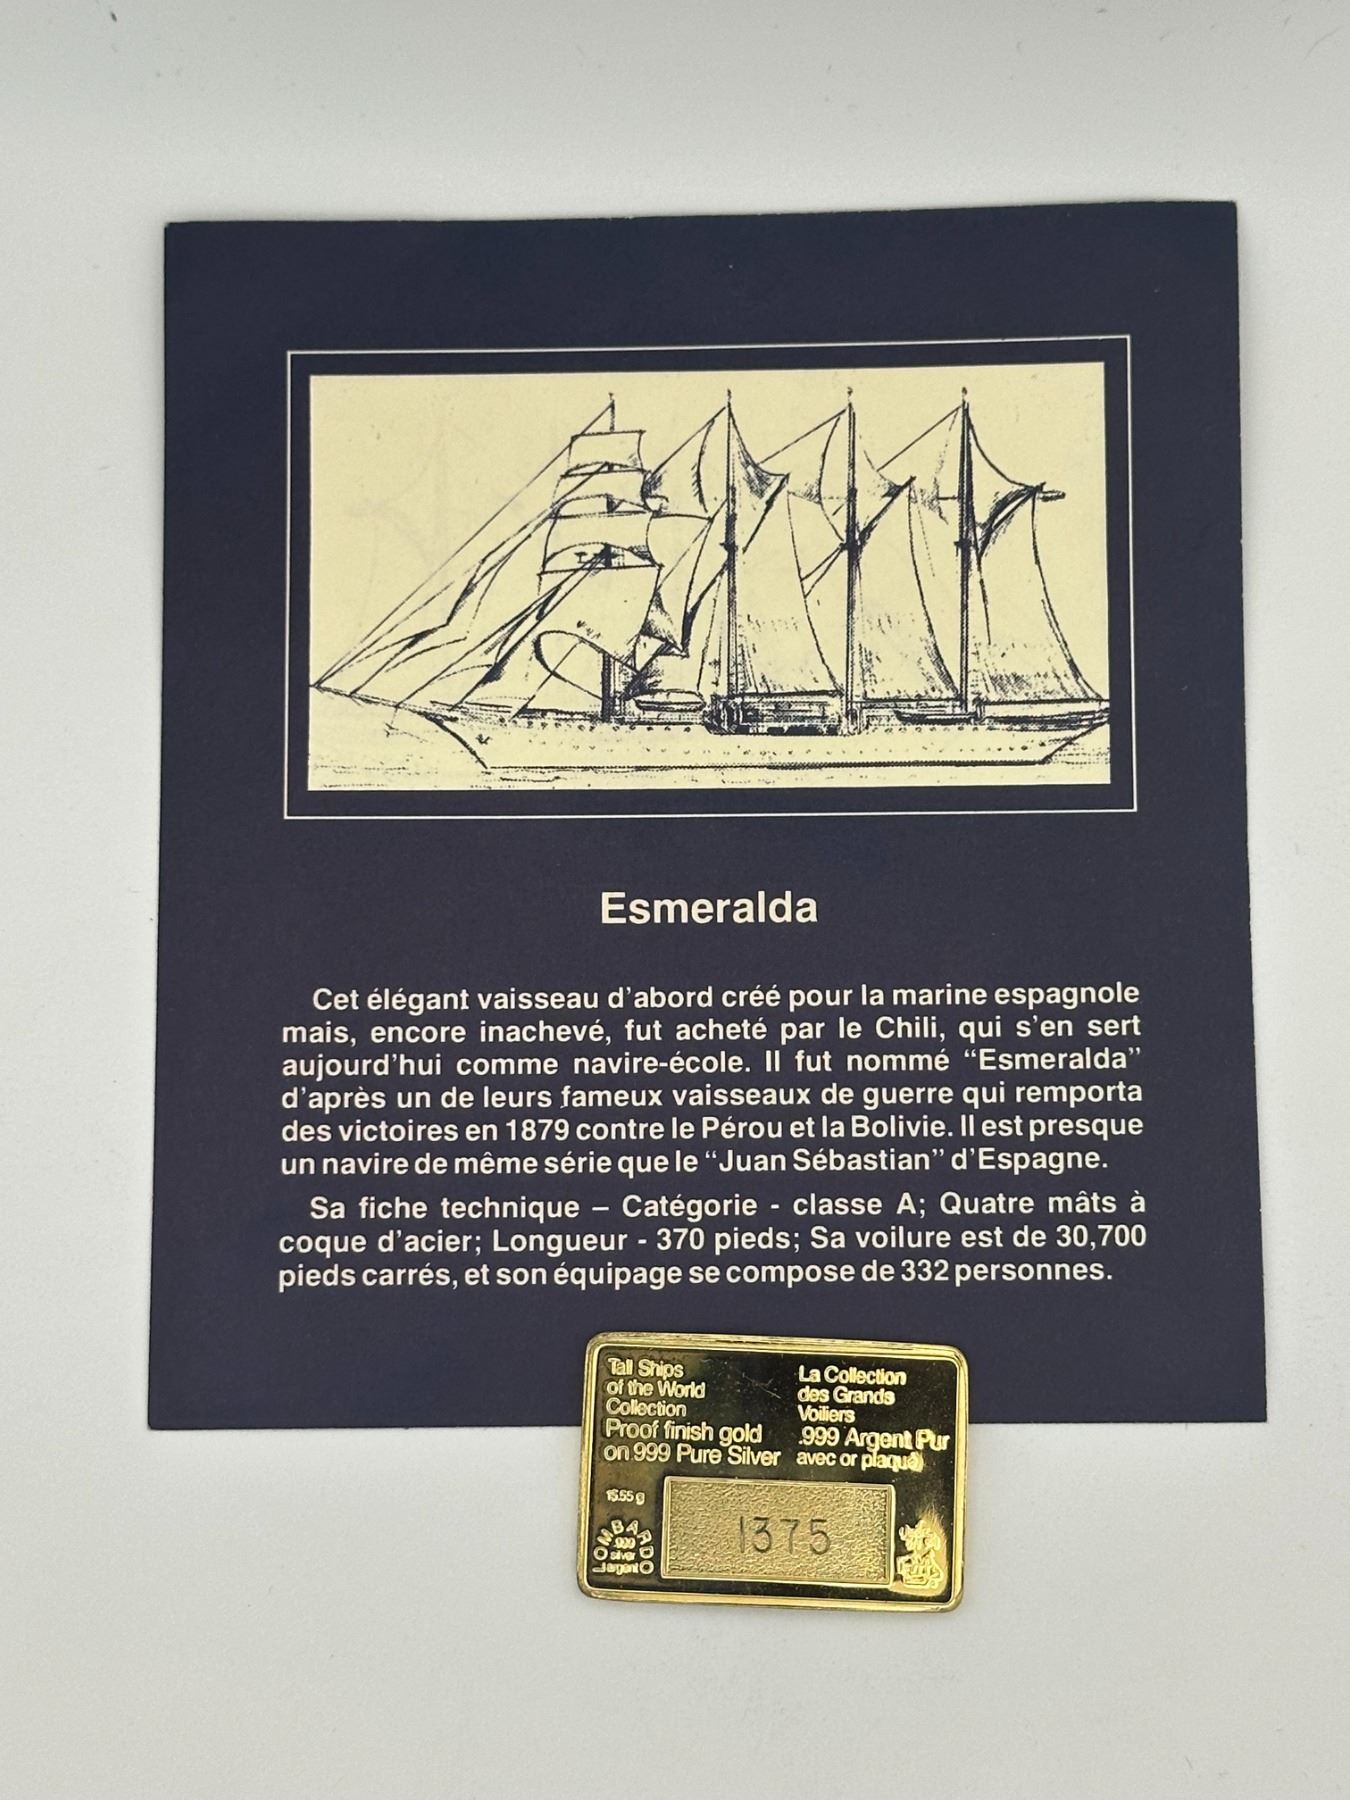 Esmeralda
Cet élégant vaisseau d'abord créé pour la marine espagnole
mais, encore inachevé, fut acheté par le Chili, qui s'en sert
aujourd'hui comme navire-école. Il fut nommé “Esmeralda”
d'après un de leurs fameux vaisseaux de guerre qui remporta
des victoires en 1879 contre le Pérou et la Bolivie. Il est presque
un navire de même série que le “Juan Sébastian” d'Espagne.
Sa fiche technique – Catégorie - classe A; Quatre mâts à
coque d'acier; Longueur - 370 pieds; Sa voilure est de 30,700
pieds carrés, et son équipage se compose de 332 personnes.
Tall Ships
of the World
Collection
Proof finish gold
on 999 Pure Silver
La Collection
des Grands
Voiliers
.999 Argent Pur
avec or plaqué
15.55 g
LOMBARDO
999
silver
argent
1375